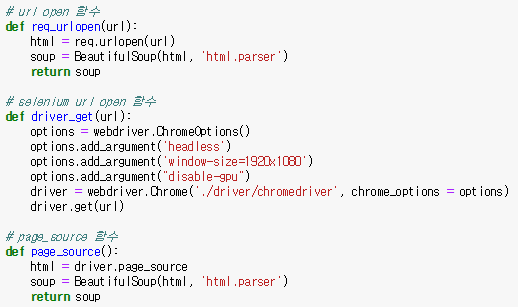 # url open 함수
def req_urlopen(url):
    html = req.urlopen(url)
    soup = BeautifulSoup(html, 'html.parser')
    return soup

# selenium url open 함수
def driver_get(url):
    options = webdriver.ChromeOptions()
    options.add_argument('headless')
    options.add_argument('window-size=1920x1080')
    options.add_argument("disable-gpu")
    driver = webdriver.Chrome('./driver/chromedriver', chrome_options = options)
    driver.get(url)

# page_source 함수
def page_source():
    html = driver.page_source
    soup = BeautifulSoup(html, 'html.parser')
    return soup